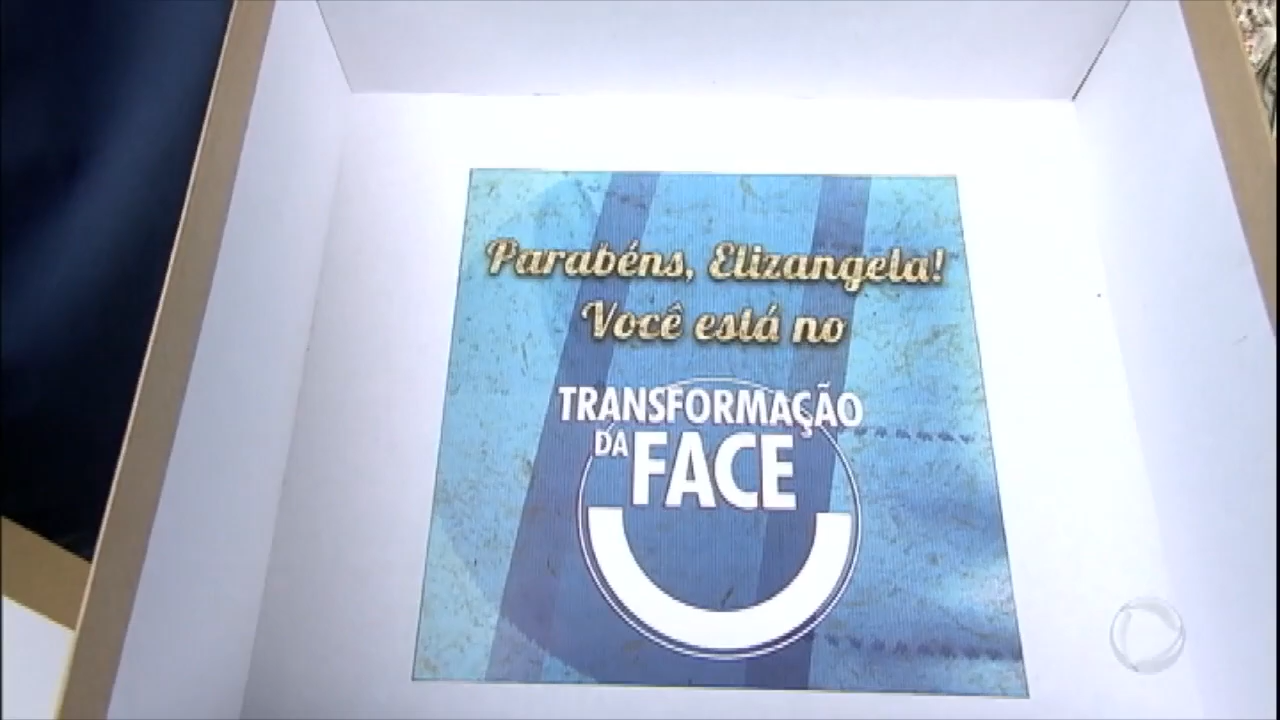 Parabéns, Elizangela!
Você está no
TRANSFORMAÇÃO
DA FACE